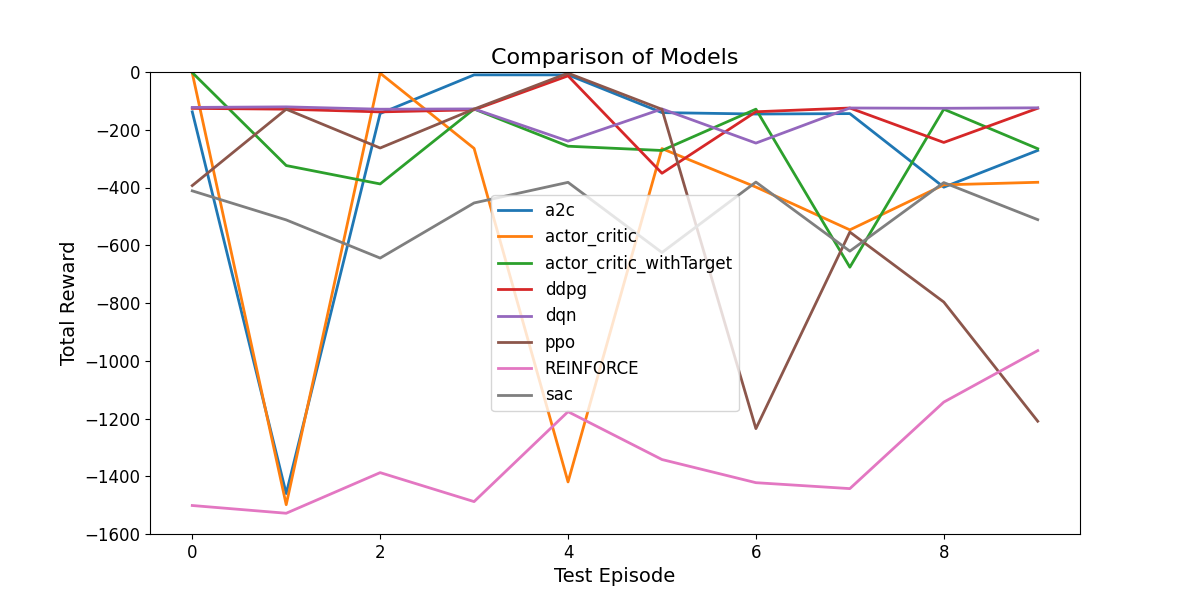 Comparison of Models
Total Reward
0
−200
−400
−600
−800
−1000
−1200
−1400
−1600
a2c
actor_critic
actor_critic_withTarget
ddpg
dqn
ppo
REINFORCE
sac
0 2 4 6 8
Test Episode